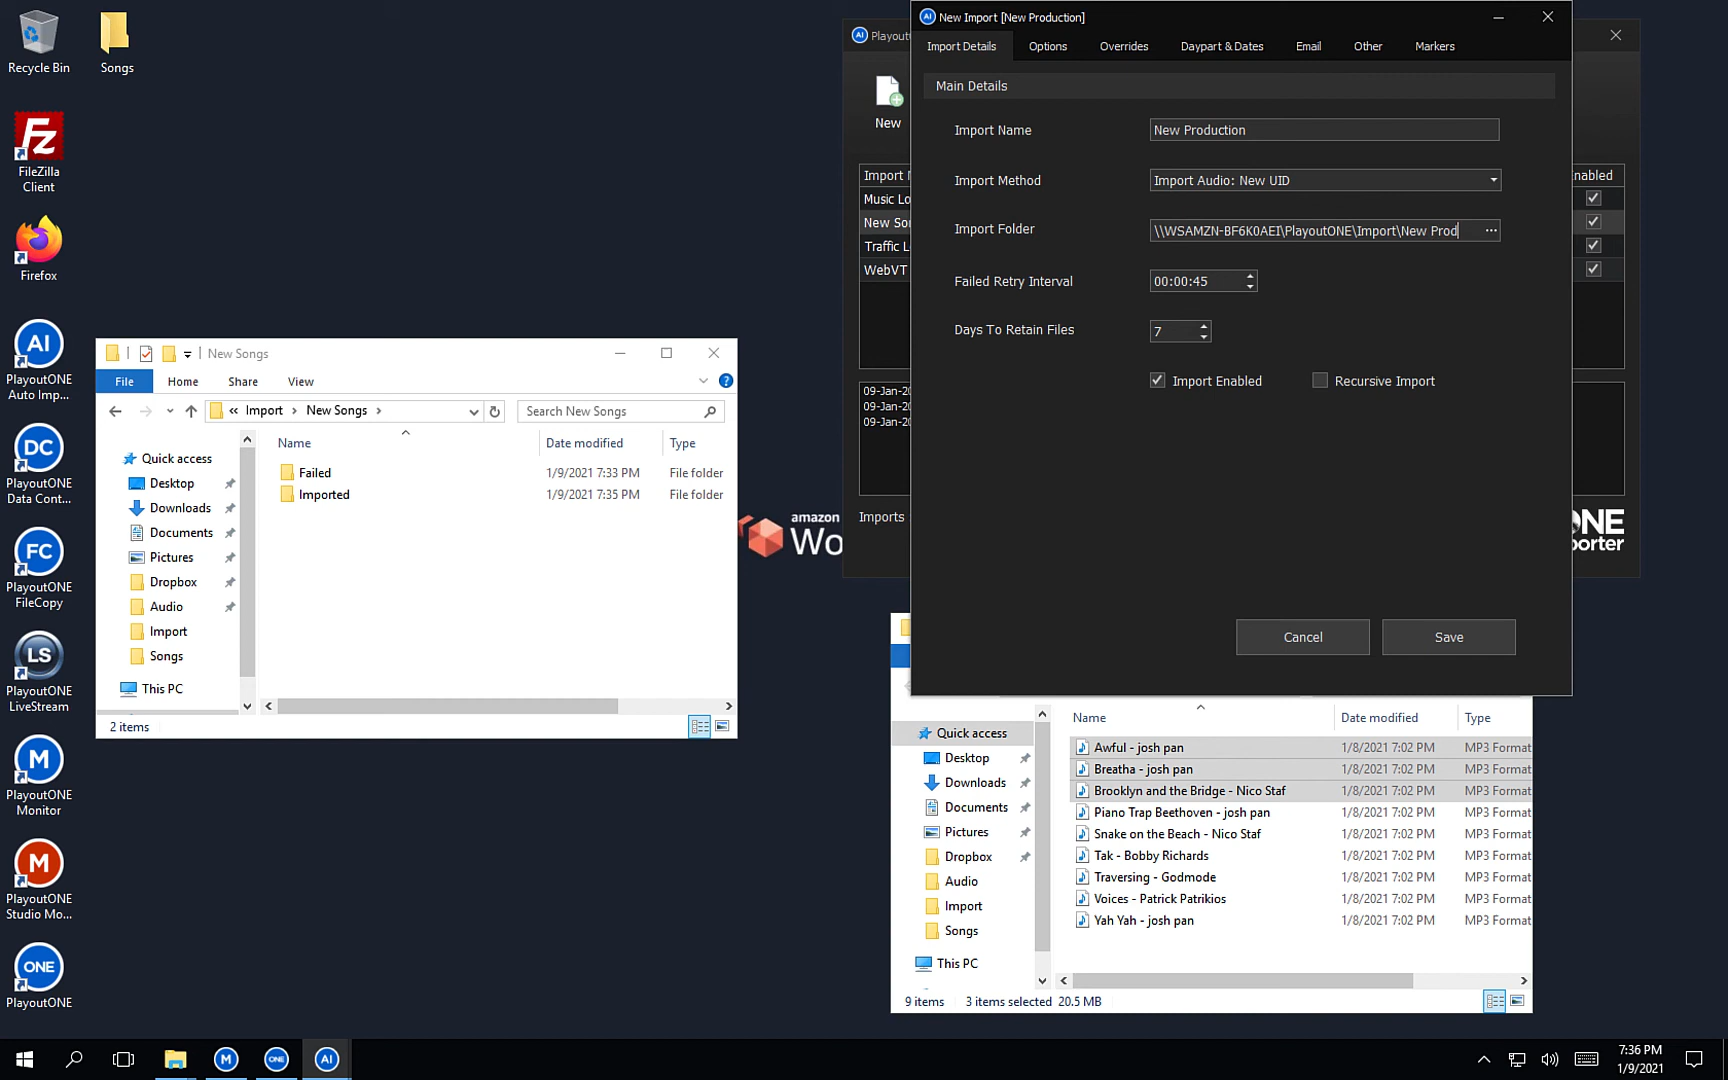 Recycle Bin
Songs
FileZilla
Client
Firefox
AI
PlayoutONE
Auto Imp...
DC
PlayoutONE
Data Cont...
FC
PlayoutONE
FileCopy
LS
PlayoutONE
LiveStream
M
PlayoutONE
Monitor
M
PlayoutONE
Studio Mo...
ONE
PlayoutONE
New Songs
File
Home
Share
View
« Import › New Songs ›
Search New Songs
Name
Date modified
Type
Quick access
Desktop
Downloads
Documents
Pictures
Dropbox
Audio
Import
Songs
This PC
Failed 1/9/2021 7:33 PM File folder
Imported 1/9/2021 7:35 PM File folder
2 items
amazon
Wo
AI Playout
New
Import
Music Lo
New So
Traffic L
WebVT
nabled
09-Jan-20
09-Jan-20
09-Jan-20
Imports
ONE
porter
AI New Import [New Production]
Import Details
Options
Overrides
Daypart & Dates
Email
Other
Markers
Main Details
Import Name New Production
Import Method Import Audio: New UID
Import Folder \\WSAMZN-BF6K0AEI\PlayoutONE\Import\New Prod ...
Failed Retry Interval 00:00:45
Days To Retain Files 7
Import Enabled
Recursive Import
Cancel
Save
Name
Date modified
Type
Quick access
Desktop
Downloads
Documents
Pictures
Dropbox
Audio
Import
Songs
This PC
Awful - josh pan 1/8/2021 7:02 PM MP3 Format
Breatha - josh pan 1/8/2021 7:02 PM MP3 Format
Brooklyn and the Bridge - Nico Staf 1/8/2021 7:02 PM MP3 Format
Piano Trap Beethoven - josh pan 1/8/2021 7:02 PM MP3 Format
Snake on the Beach - Nico Staf 1/8/2021 7:02 PM MP3 Format
Tak - Bobby Richards 1/8/2021 7:02 PM MP3 Format
Traversing - Godmode 1/8/2021 7:02 PM MP3 Format
Voices - Patrick Patrikios 1/8/2021 7:02 PM MP3 Format
Yah Yah - josh pan 1/8/2021 7:02 PM MP3 Format
9 items 3 items selected 20.5 MB
M
ONE
AI
7:36 PM
1/9/2021